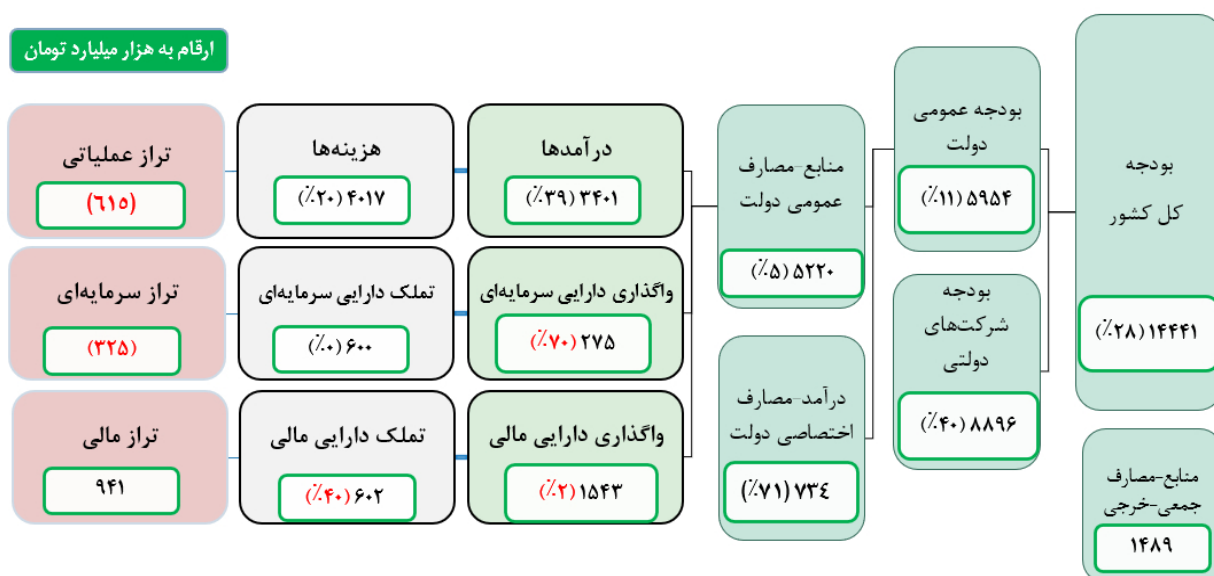 ارقام به هزار میلیارد تومان
بودجه
کل کشور
۱۴۴۴۱ (٪۲۸)
منابع-مصارف
جمعی-خرجی
۱۴۸۹
بودجه عمومی
دولت
۵۹۵۴ (٪۱۱)
بودجه
شرکت‌های
دولتی
۸۸۹۶ (٪۴۰)
منابع-مصارف
عمومی دولت
۵۲۲۰ (٪۵)
درآمد-مصارف
اختصاصی دولت
٧٣٤ (٪۷۱)
درآمدها
۳۴۰۱ (٪۳۹)
هزینه‌ها
۴۰۱۷ (٪۲۰)
تراز عملیاتی
(٦١٥)
واگذاری دارایی سرمایه‌ای
۲۷۵ (٪۷۰)
تملک دارایی سرمایه‌ای
۶۰۰ (٪۰)
تراز سرمایه‌ای
(۳۲۵)
واگذاری دارایی مالی
۱۵۴۳ (٪۲)
تملک دارایی مالی
۶۰۲ (٪۴۰)
تراز مالی
۹۴۱